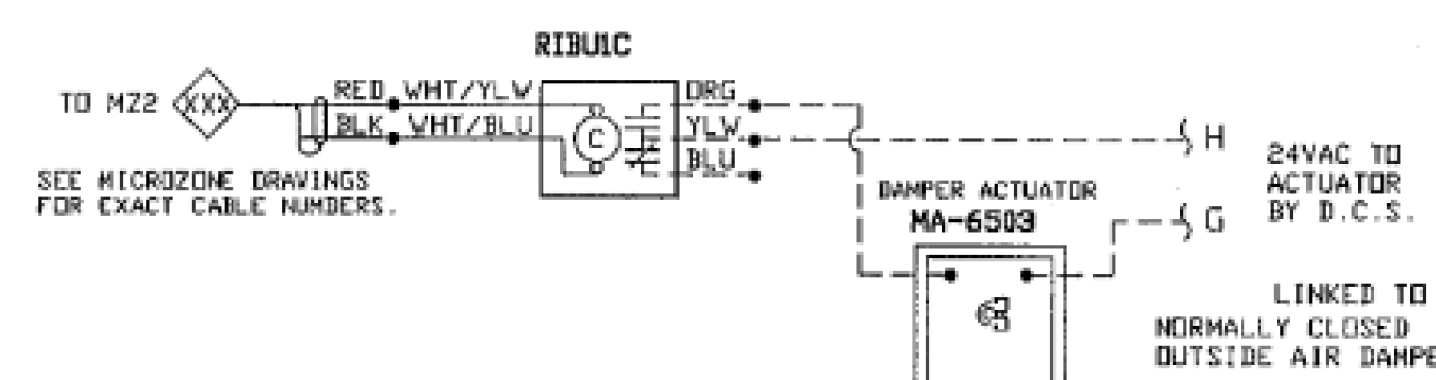 RIBU1C
TO MZ2 XXX
RED WHT/YLW
BLK WHT/BLU
C
ORG
YLW
BLU
SEE MICROZONE DRAWINGS
FOR EXACT CABLE NUMBERS.
H
G
24VAC TO
ACTUATOR
BY D.C.S.
DAMPER ACTUATOR
MA-6503
LINKED TO
NORMALLY CLOSED
OUTSIDE AIR DAMPE